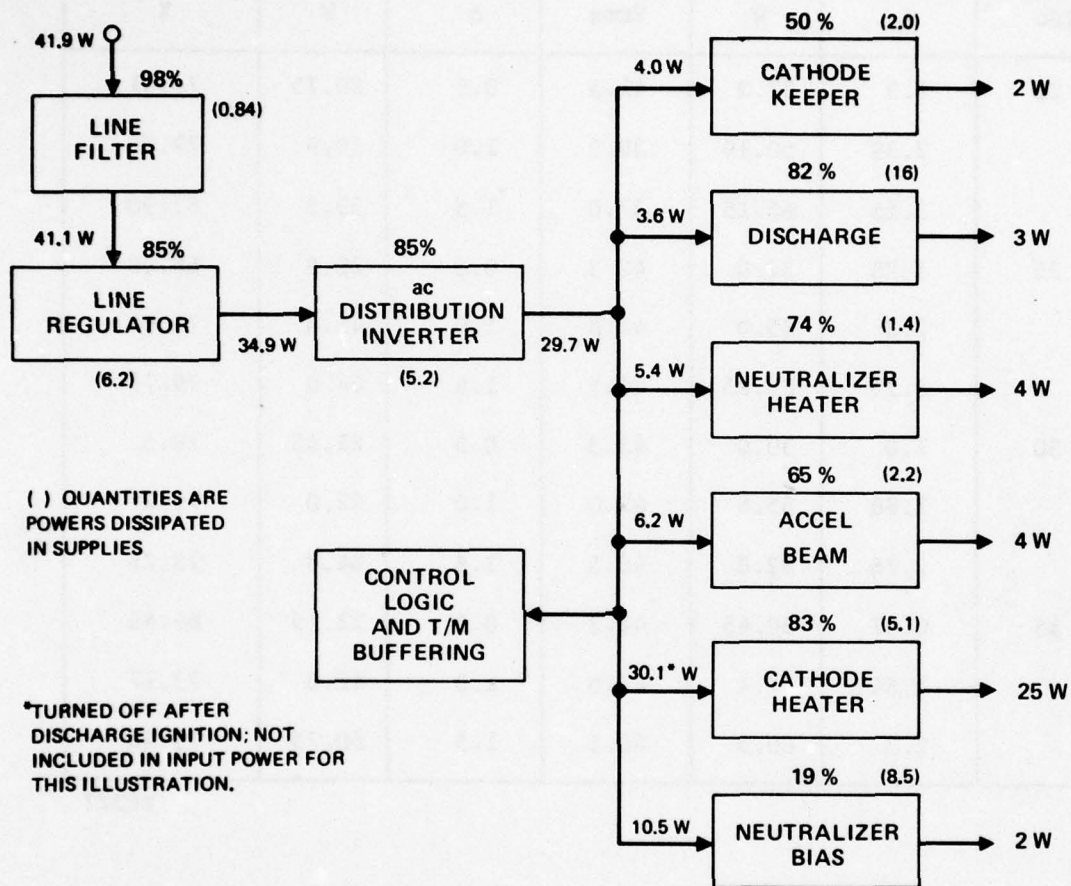 41.9 W
98%
(0.84)
LINE
FILTER
41.1 W
85%
LINE
REGULATOR
(6.2)
34.9 W
85%
ac
DISTRIBUTION
INVERTER
(5.2)
29.7 W
50 % (2.0)
4.0 W
CATHODE
KEEPER
2 W
82 % (16)
3.6 W
DISCHARGE
3 W
74 % (1.4)
5.4 W
NEUTRALIZER
HEATER
4 W
65 % (2.2)
6.2 W
ACCEL
BEAM
4 W
CONTROL
LOGIC
AND T/M
BUFFERING
83 % (5.1)
30.1* W
CATHODE
HEATER
25 W
19 % (8.5)
10.5 W
NEUTRALIZER
BIAS
2 W
( ) QUANTITIES ARE
POWERS DISSIPATED
IN SUPPLIES
*TURNED OFF AFTER
DISCHARGE IGNITION; NOT
INCLUDED IN INPUT POWER FOR
THIS ILLUSTRATION.